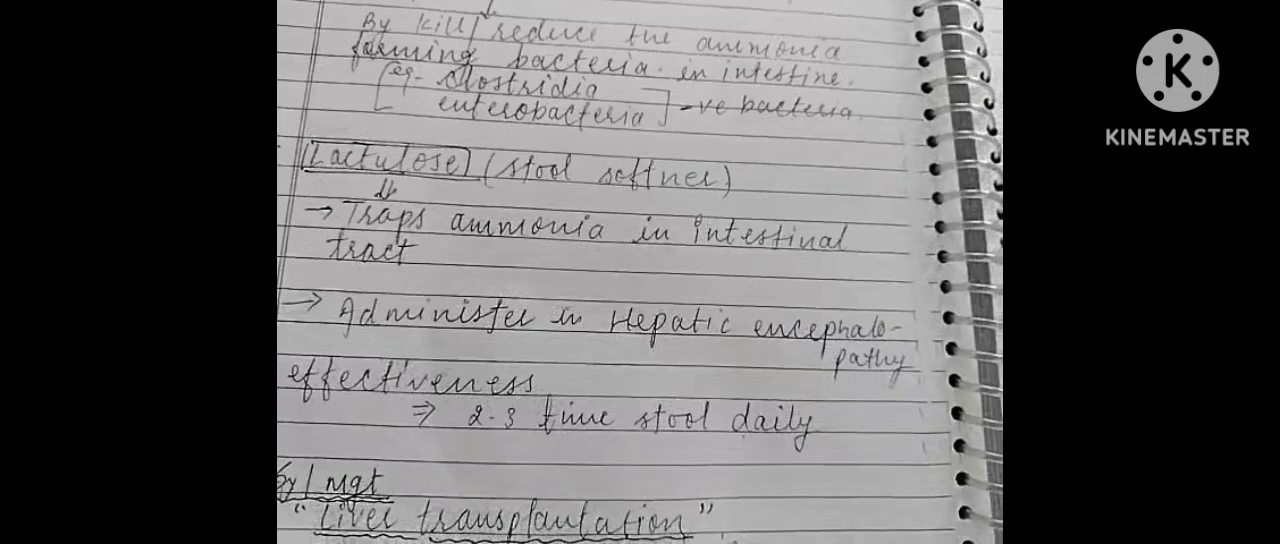 By kill/reduce the ammonia
forming bacteria. in intestine.
eg- clostridia
enterobacteria ] -ve bacteria
Lactulose (stool softner)
→ Traps ammonia in intestinal
tract
→ Administer in Hepatic encephalo-
pathy
effectiveness
⇒ 2-3 time stool daily
Mgt
"Liver transplantation"
K
KINEMASTER